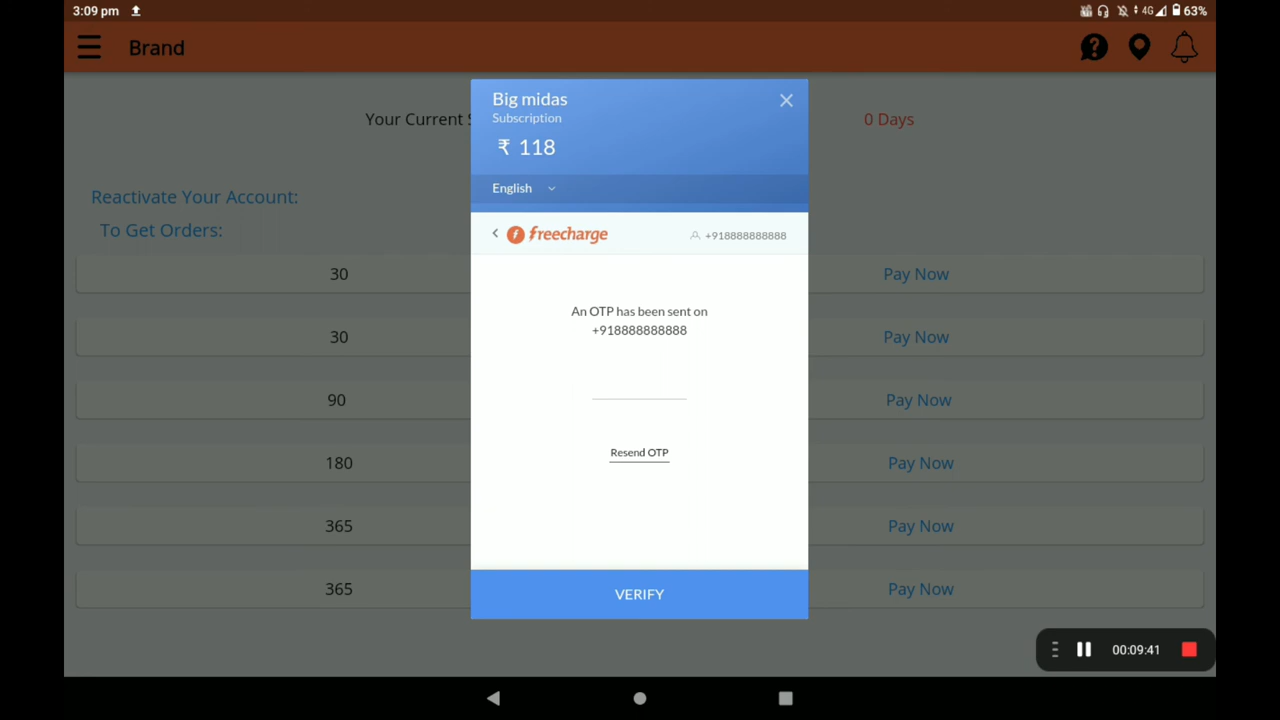 3:09 pm
4G 63%
Brand
Your Current S
0 Days
Big midas
Subscription
₹ 118
English
Reactivate Your Account:
To Get Orders:
freecharge
+918888888888
An OTP has been sent on
+918888888888
Resend OTP
VERIFY
30 Pay Now
30 Pay Now
90 Pay Now
180 Pay Now
365 Pay Now
365 Pay Now
00:09:41